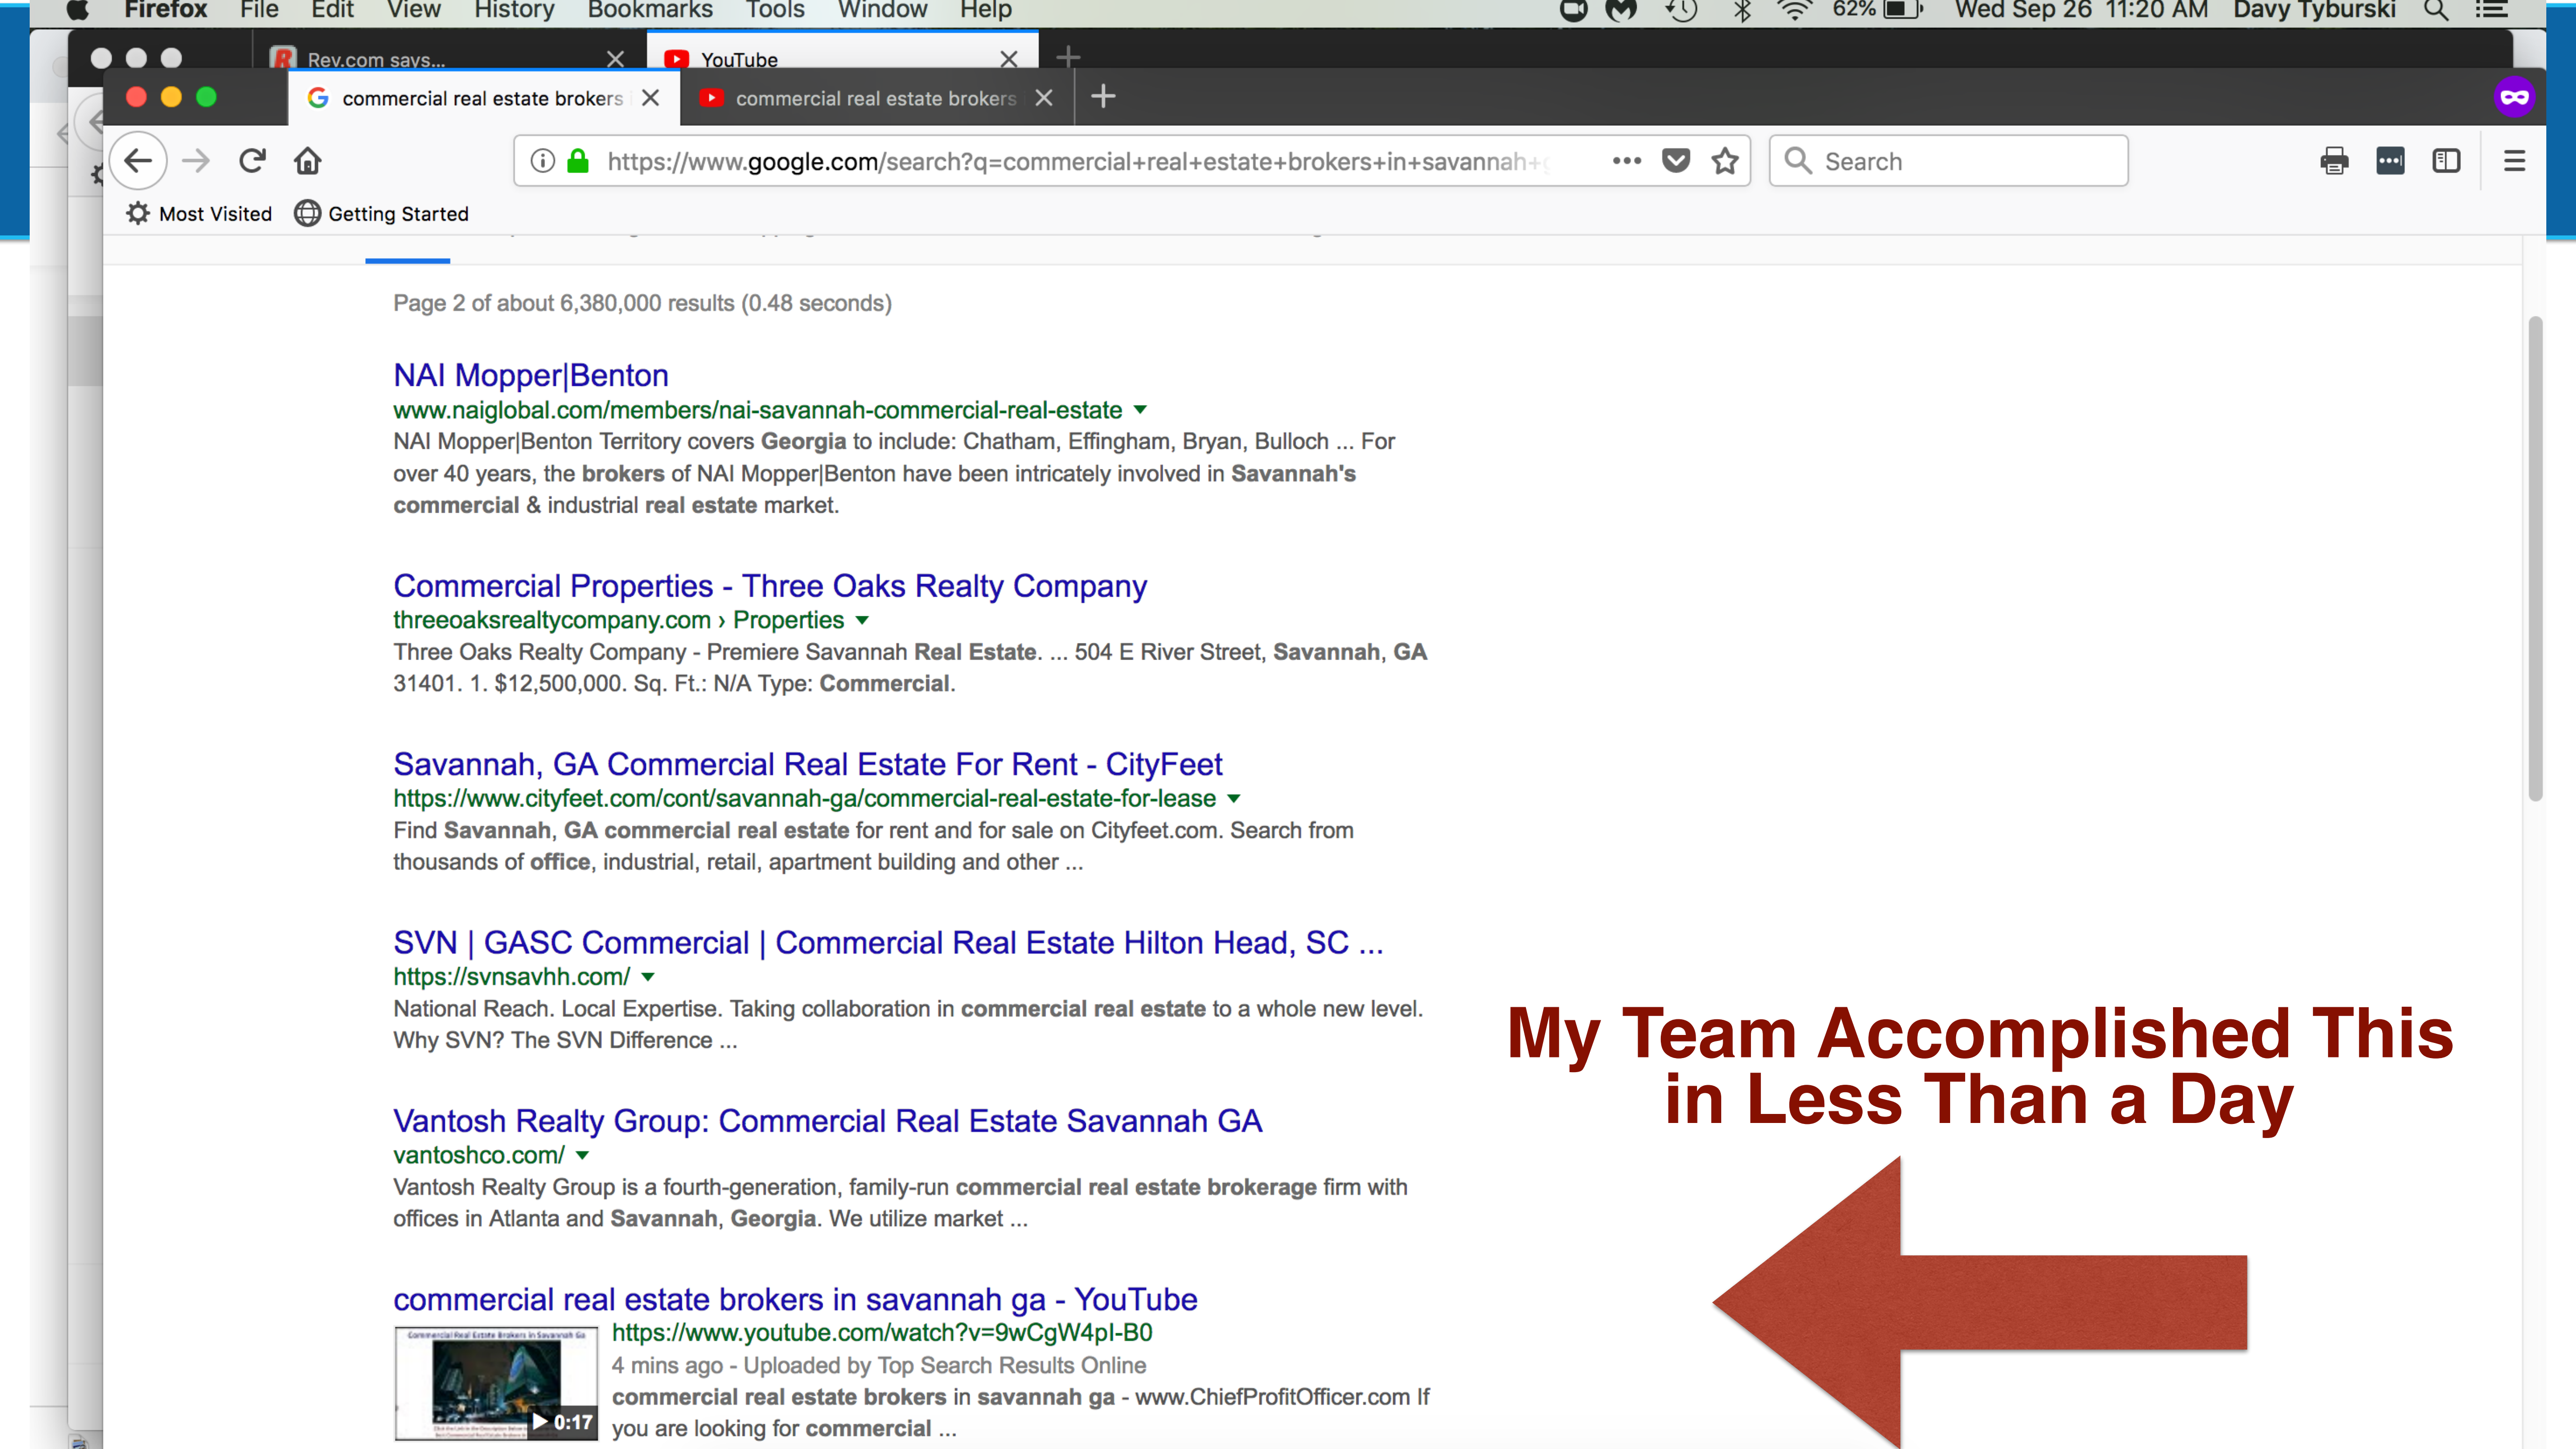 Firefox File Edit View History Bookmarks Tools Window Help 62% Wed Sep 26 11:20 AM Davy Tyburski
Rev.com says... YouTube
commercial real estate brokers commercial real estate brokers
https://www.google.com/search?q=commercial+real+estate+brokers+in+savannah+g Search
Most Visited Getting Started
Page 2 of about 6,380,000 results (0.48 seconds)
NAI Mopper|Benton
www.naiglobal.com/members/nai-savannah-commercial-real-estate
NAI Mopper|Benton Territory covers Georgia to include: Chatham, Effingham, Bryan, Bulloch ... For
over 40 years, the brokers of NAI Mopper|Benton have been intricately involved in Savannah's
commercial & industrial real estate market.
Commercial Properties - Three Oaks Realty Company
threeoaksrealtycompany.com › Properties
Three Oaks Realty Company - Premiere Savannah Real Estate. ... 504 E River Street, Savannah, GA
31401. 1. $12,500,000. Sq. Ft.: N/A Type: Commercial.
Savannah, GA Commercial Real Estate For Rent - CityFeet
https://www.cityfeet.com/cont/savannah-ga/commercial-real-estate-for-lease
Find Savannah, GA commercial real estate for rent and for sale on Cityfeet.com. Search from
thousands of office, industrial, retail, apartment building and other ...
SVN | GASC Commercial | Commercial Real Estate Hilton Head, SC ...
https://svnsavhh.com/
National Reach. Local Expertise. Taking collaboration in commercial real estate to a whole new level.
Why SVN? The SVN Difference ...
My Team Accomplished This
in Less Than a Day
Vantosh Realty Group: Commercial Real Estate Savannah GA
vantoshco.com/
Vantosh Realty Group is a fourth-generation, family-run commercial real estate brokerage firm with
offices in Atlanta and Savannah, Georgia. We utilize market ...
commercial real estate brokers in savannah ga - YouTube
Commercial Real Estate Brokers in Savannah Ga
0:17
https://www.youtube.com/watch?v=9wCgW4pI-B0
4 mins ago - Uploaded by Top Search Results Online
commercial real estate brokers in savannah ga - www.ChiefProfitOfficer.com If
you are looking for commercial ...